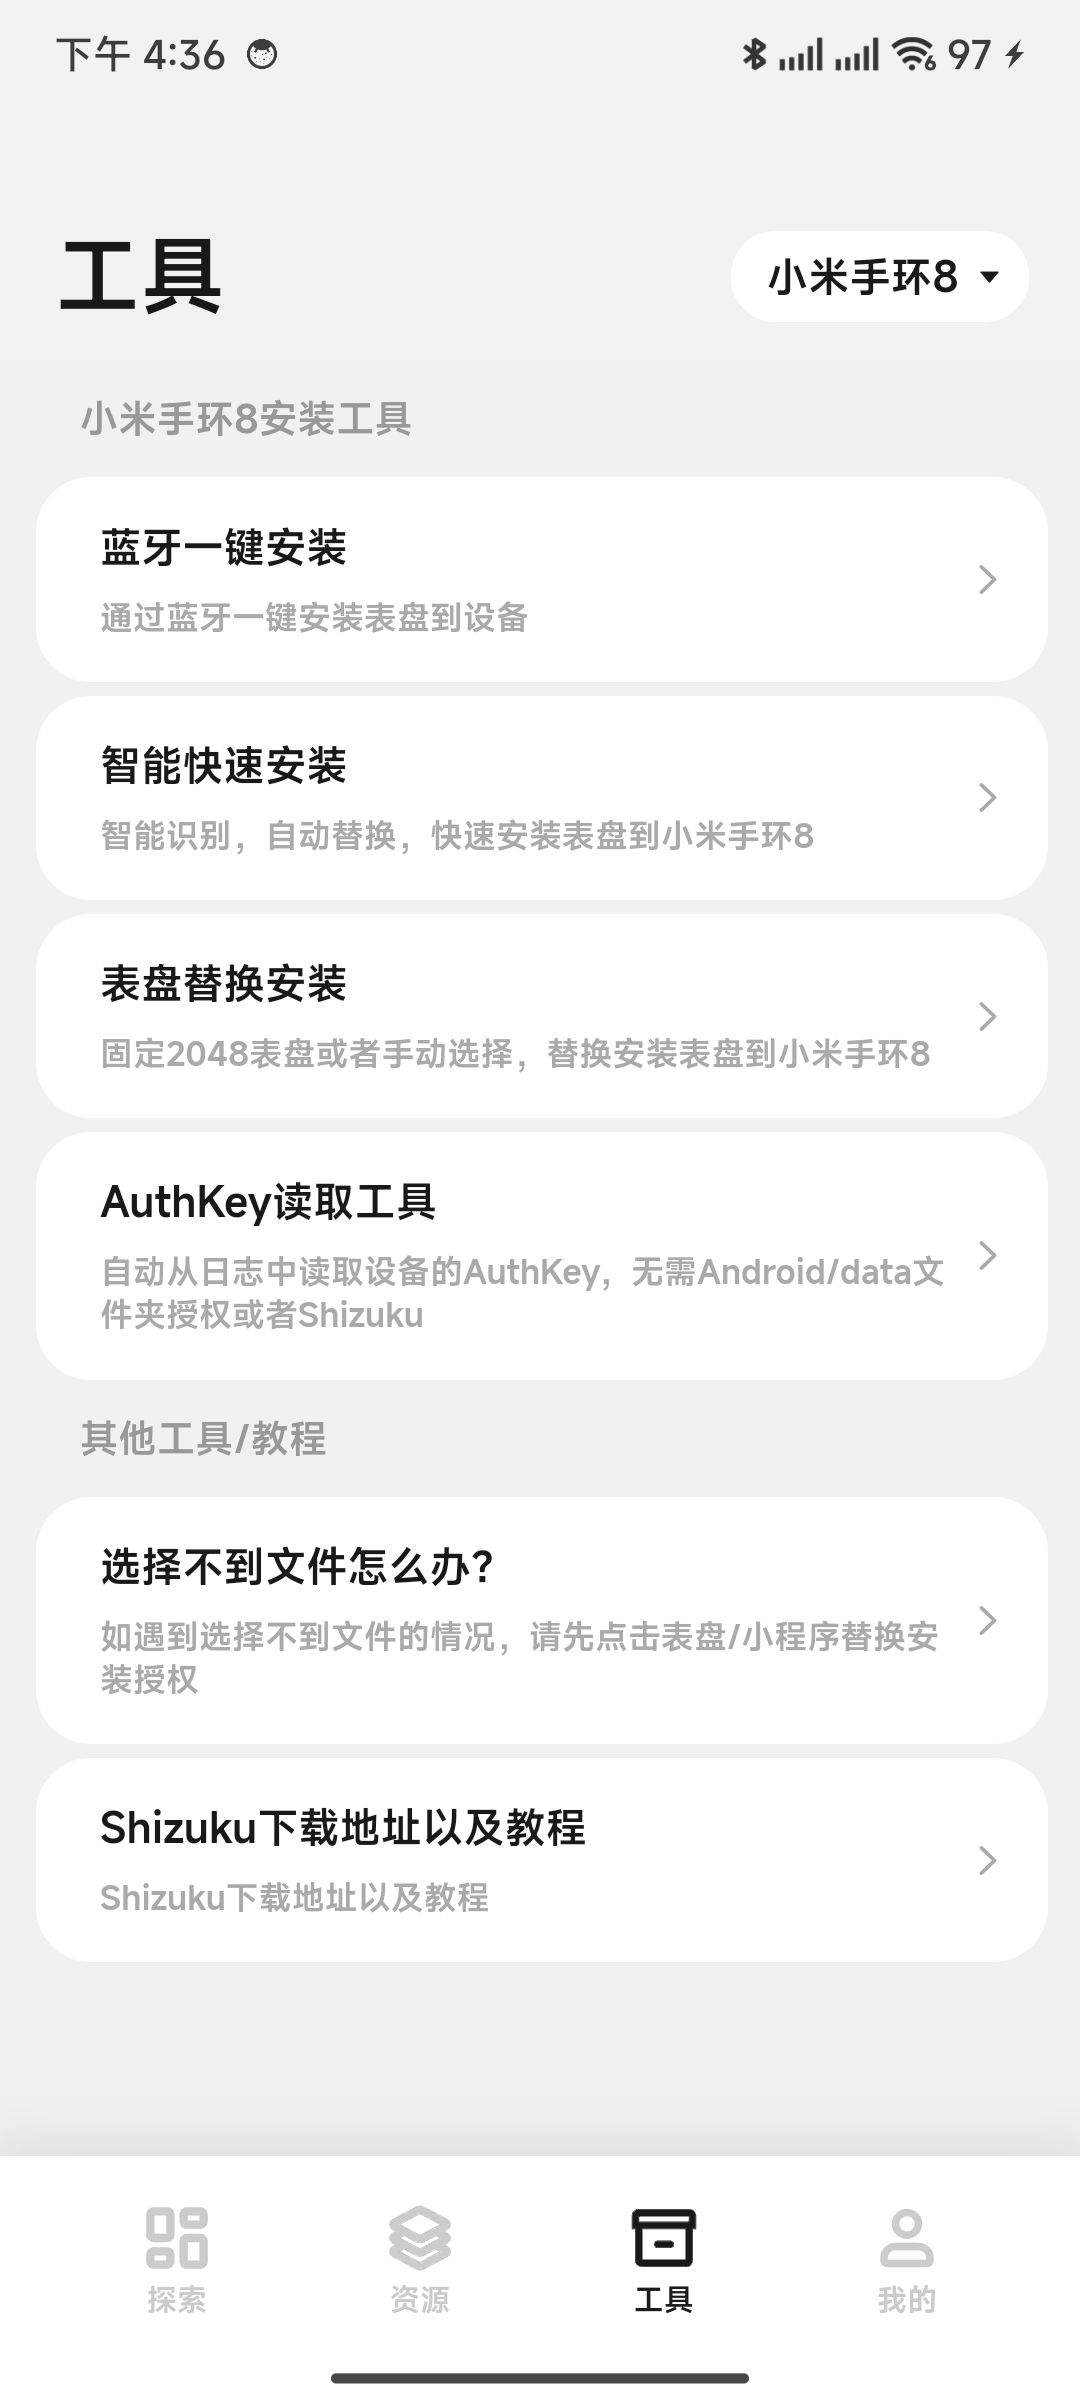 下午 4:36
97
工具
小米手环8
小米手环8安装工具
蓝牙一键安装
通过蓝牙一键安装表盘到设备
智能快速安装
智能识别，自动替换，快速安装表盘到小米手环8
表盘替换安装
固定2048表盘或者手动选择，替换安装表盘到小米手环8
AuthKey读取工具
自动从日志中读取设备的AuthKey，无需Android/data文
件夹授权或者Shizuku
其他工具/教程
选择不到文件怎么办？
如遇到选择不到文件的情况，请先点击表盘/小程序替换安
装授权
Shizuku下载地址以及教程
Shizuku下载地址以及教程
探索
资源
工具
我的